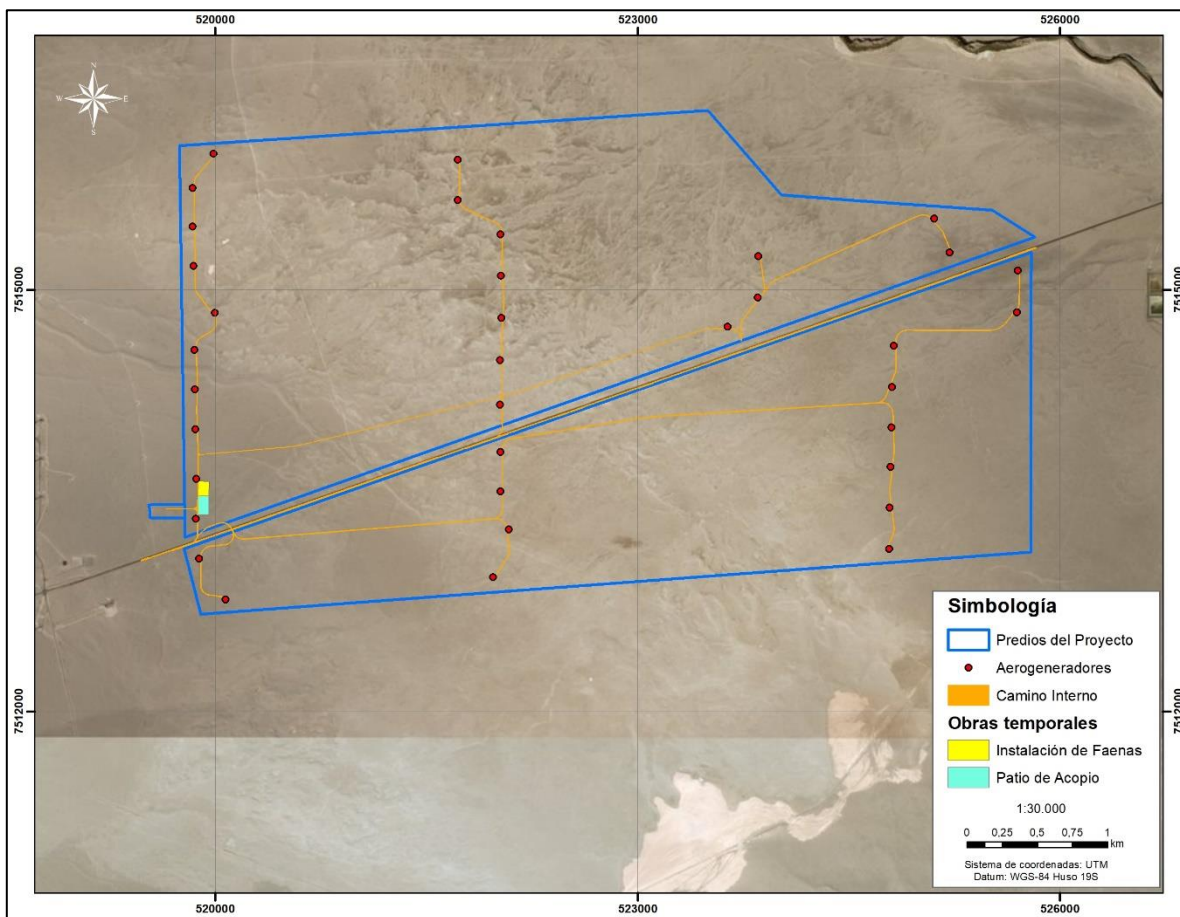 520000 523000 526000
N
W E
S
7515000 7515000
7512000 7512000
Simbología
Predios del Proyecto
Aerogeneradores
Camino Interno
Obras temporales
Instalación de Faenas
Patio de Acopio
1:30.000
0 0,25 0,5 0,75 1
km
Sistema de coordenadas: UTM
Datum: WGS-84 Huso 19S
520000 523000 526000